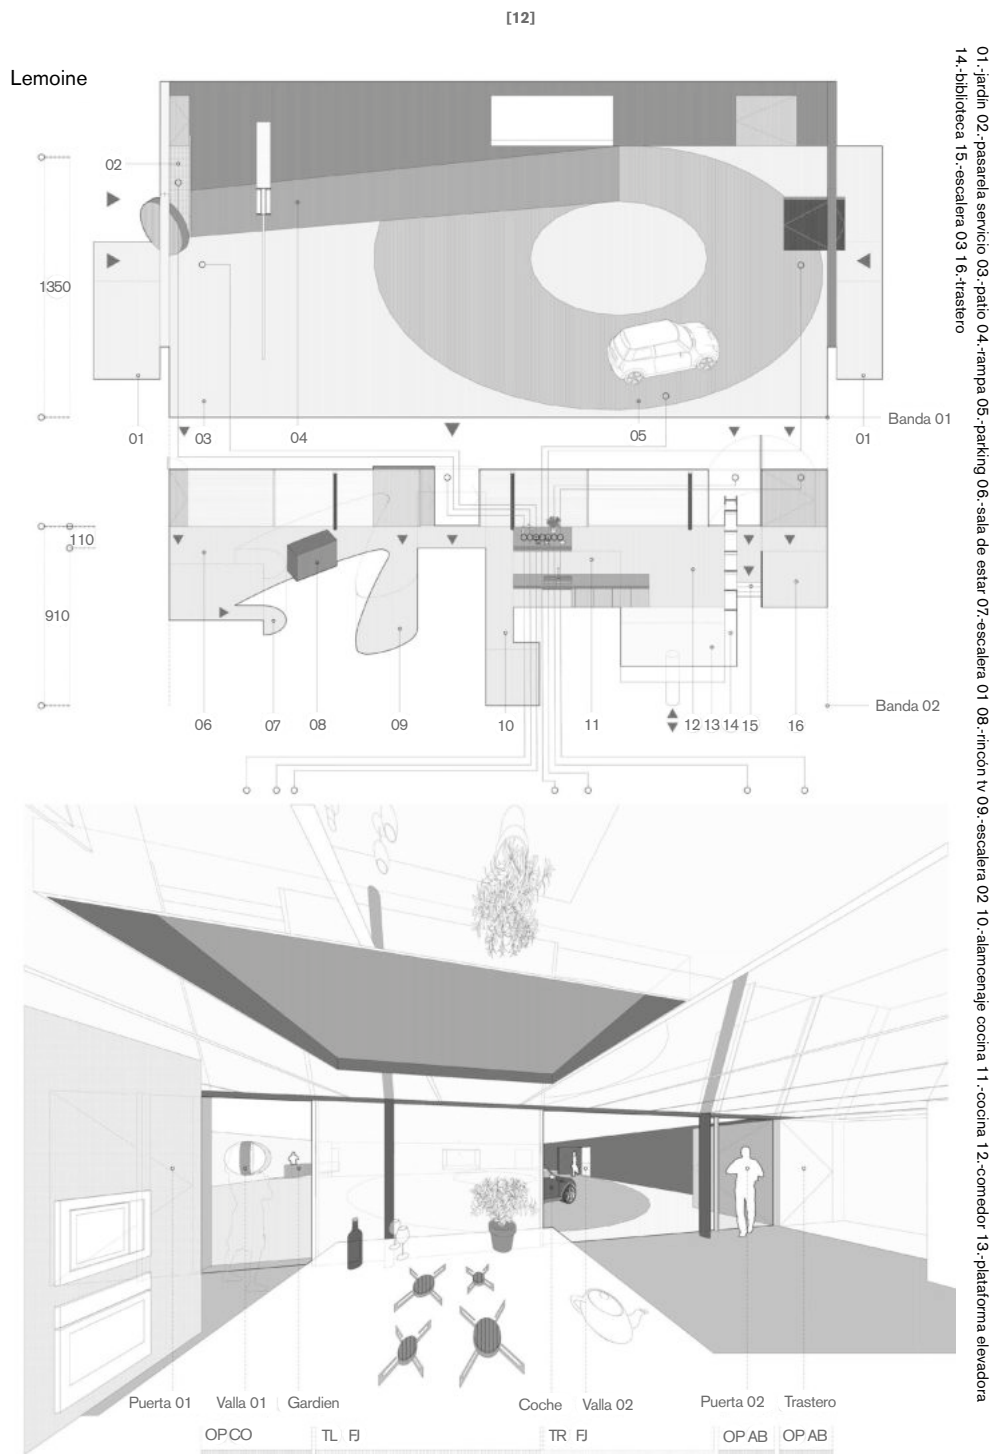 [12]
Lemoine
01.-jardín 02.-pasarela servicio 03.-patio 04.-rampa 05.-parking 06.-sala de estar 07.-escalera 01 08.-rincón tv 09.-escalera 02 10.-alamcenaje cocina 11.-cocina 12.-comedor 13.-plataforma elevadora
14.-biblioteca 15.-escalera 03 16.-trastero
02
1350
Banda 01
01 03 04 05 01
110
910
Banda 02
06 07 08 09 10 11 12 13 14 15 16
Puerta 01 Valla 01 Gardien Coche Valla 02 Puerta 02 Trastero
OP CO TL FJ TR FJ OP AB OP AB